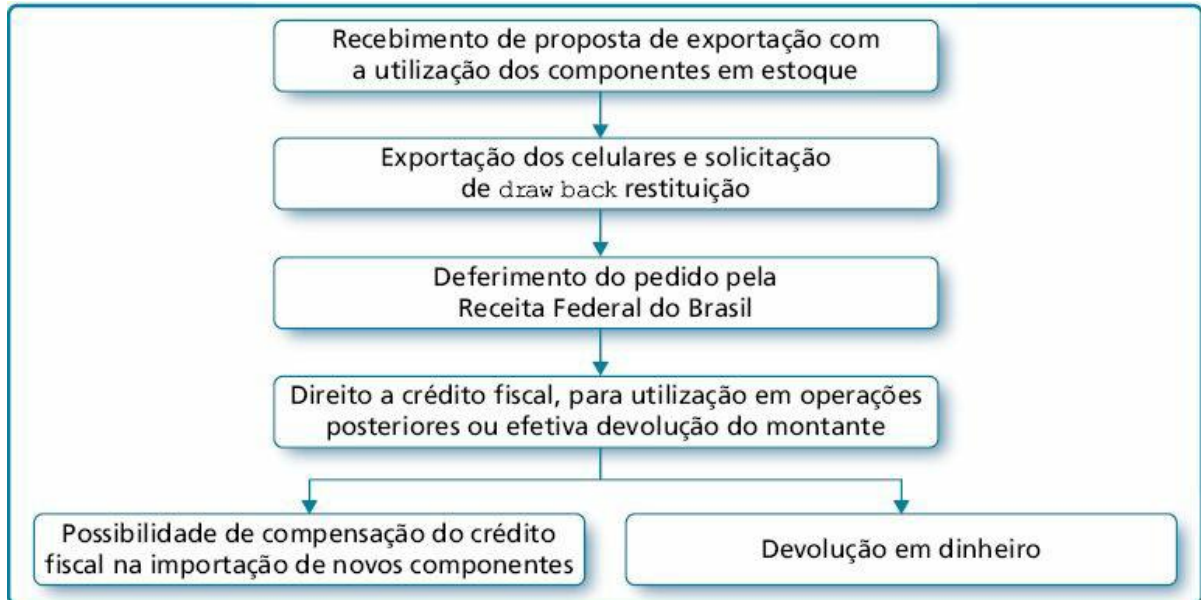 Recebimento de proposta de exportação com
a utilização dos componentes em estoque
Exportação dos celulares e solicitação
de draw back restituição
Deferimento do pedido pela
Receita Federal do Brasil
Direito a crédito fiscal, para utilização em operações
posteriores ou efetiva devolução do montante
Possibilidade de compensação do crédito
fiscal na importação de novos componentes
Devolução em dinheiro